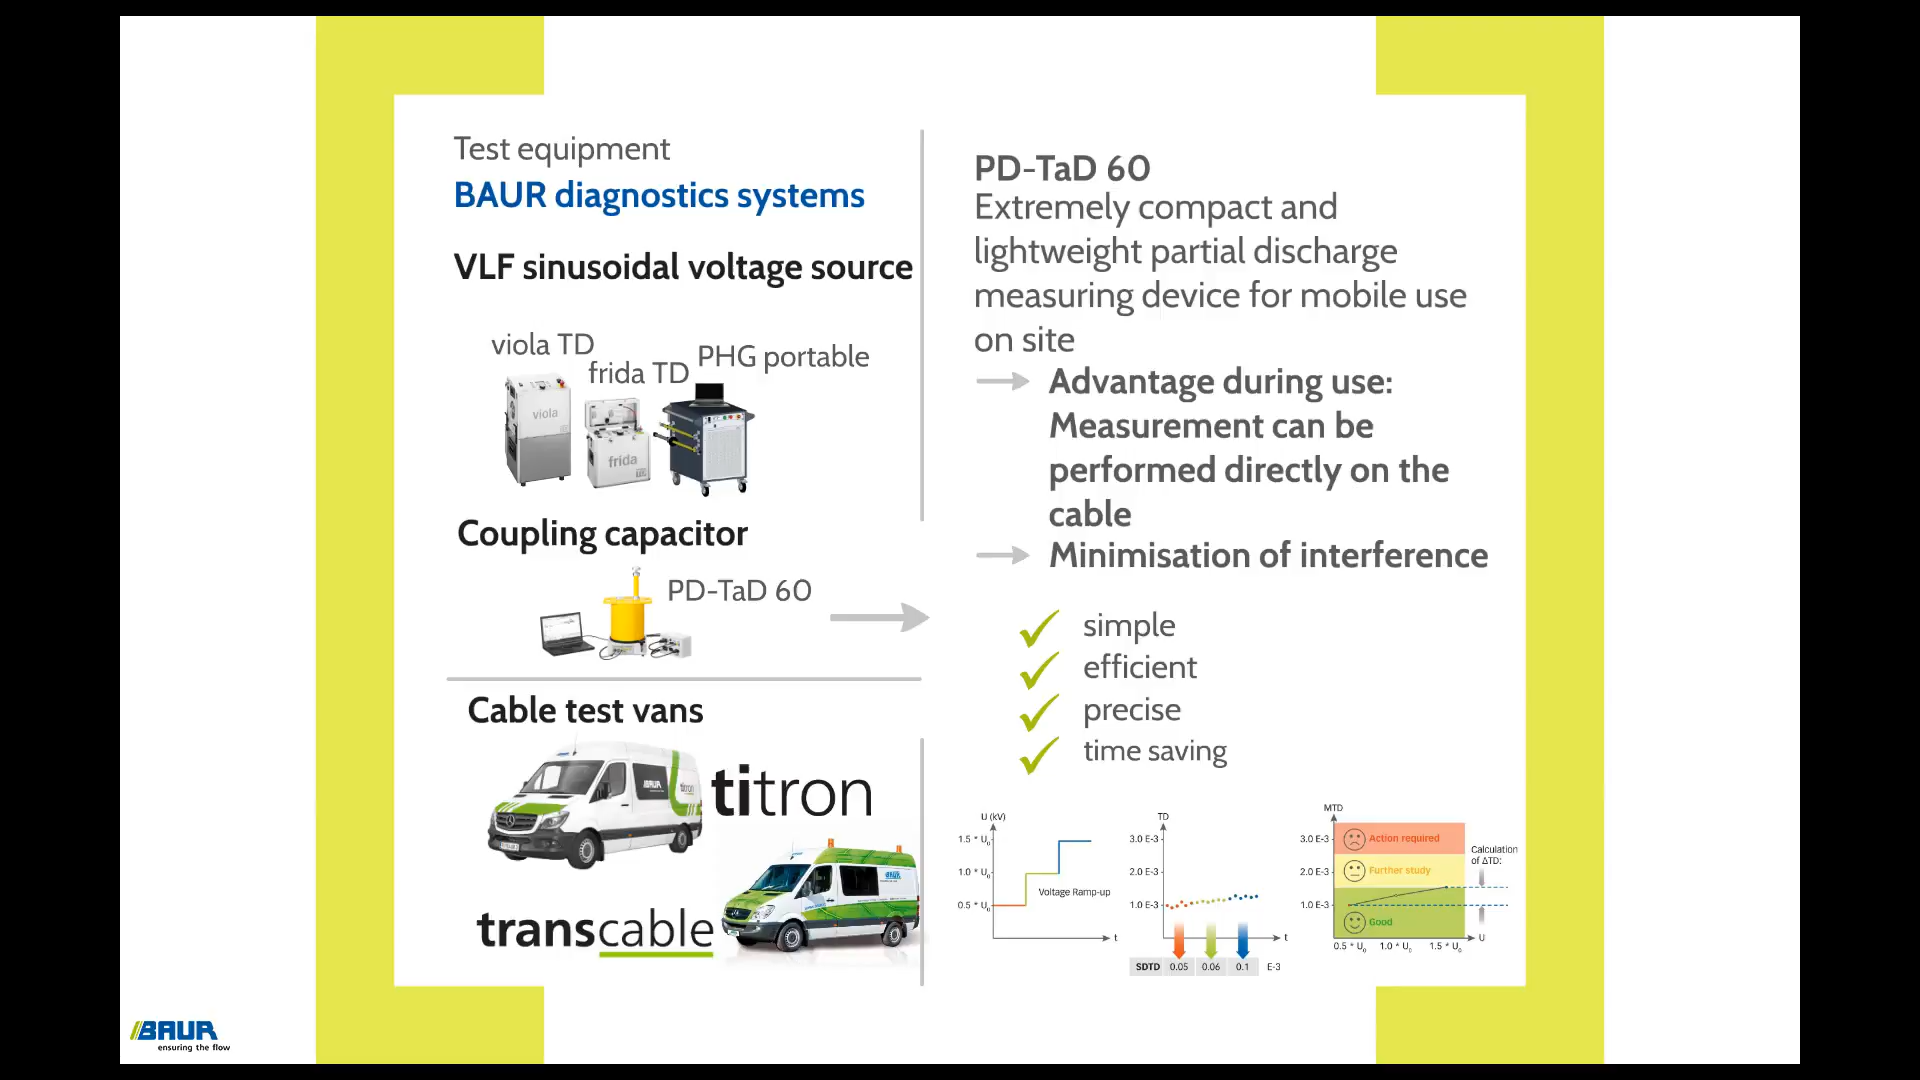 Test equipment
BAUR diagnostics systems
VLF sinusoidal voltage source
viola TD
frida TD
PHG portable
viola
frida
Coupling capacitor
PD-TaD 60
Cable test vans
titron
transcable
PD-TaD 60
Extremely compact and
lightweight partial discharge
measuring device for mobile use
on site
Advantage during use:
Measurement can be
performed directly on the
cable
Minimisation of interference
simple
efficient
precise
time saving
U (kV)
1.5 * U0
1.0 * U0
0.5 * U0
Voltage Ramp-up
t
TD
3.0 E-3
2.0 E-3
1.0 E-3
t
SDTD 0.05 0.06 0.1 E-3
MTD
3.0 E-3
2.0 E-3
1.0 E-3
Action required
Further study
Good
Calculation
of ΔTD:
0.5 * U0 1.0 * U0 1.5 * U0
U
BAUR
ensuring the flow